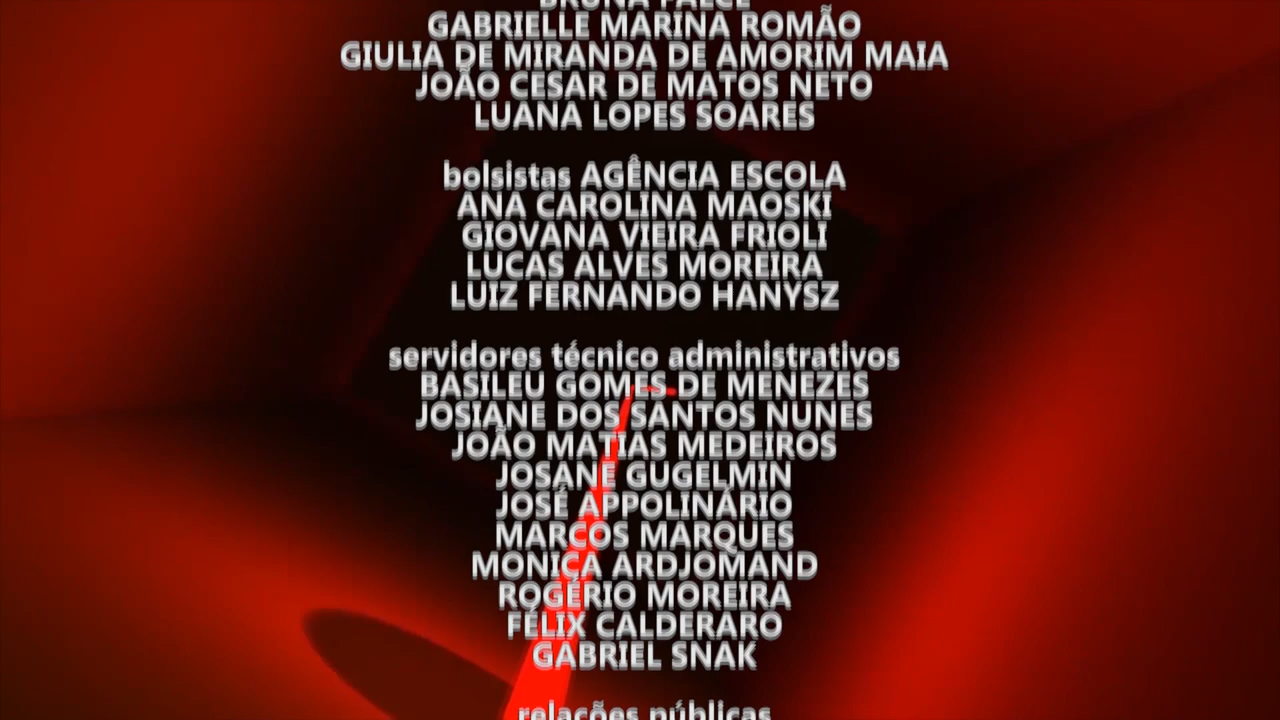 BRUNA FALCE
GABRIELLE MARINA ROMÃO
GIULIA DE MIRANDA DE AMORIM MAIA
JOÃO CESAR DE MATOS NETO
LUANA LOPES SOARES
bolsistas AGÊNCIA ESCOLA
ANA CAROLINA MAOSKI
GIOVANA VIEIRA FRIOLI
LUCAS ALVES MOREIRA
LUIZ FERNANDO HANYSZ
servidores técnico administrativos
BASILEU GOMES DE MENEZES
JOSIANE DOS SANTOS NUNES
JOÃO MATIAS MEDEIROS
JOSANE GUGELMIN
JOSÉ APPOLINÁRIO
MARCOS MARQUES
MONICA ARDJOMAND
ROGÉRIO MOREIRA
FÉLIX CALDERARO
GABRIEL SNAK
relações públicas